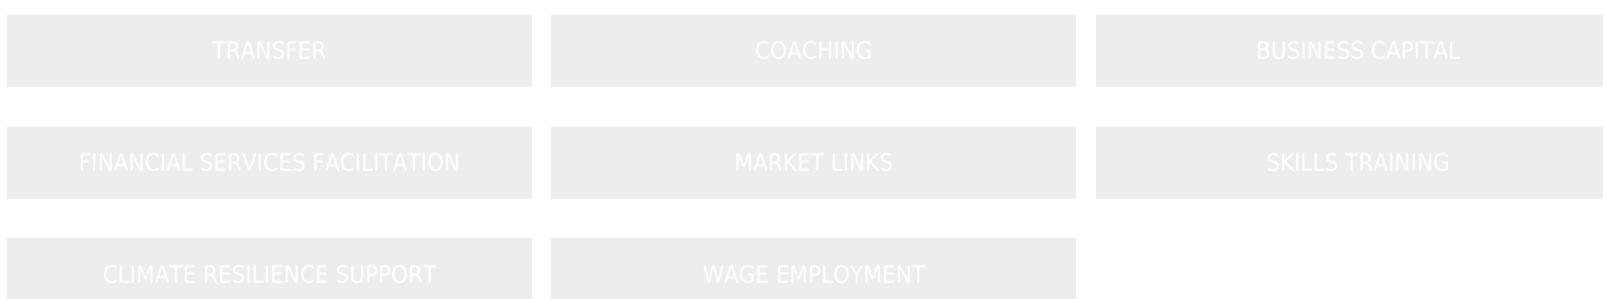 TRANSFER
COACHING
BUSINESS CAPITAL
FINANCIAL SERVICES FACILITATION
MARKET LINKS
SKILLS TRAINING
CLIMATE RESILIENCE SUPPORT
WAGE EMPLOYMENT